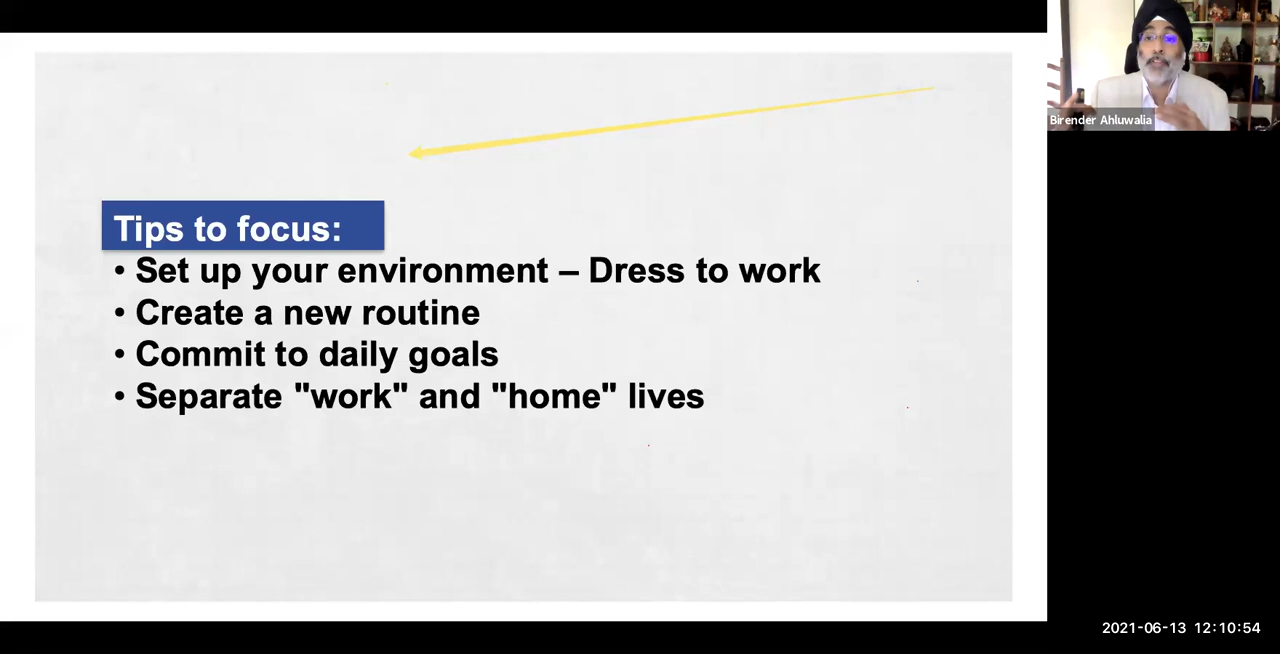 Birender Ahluwalia
Tips to focus:
• Set up your environment – Dress to work
• Create a new routine
• Commit to daily goals
• Separate "work" and "home" lives
2021-06-13 12:10:54